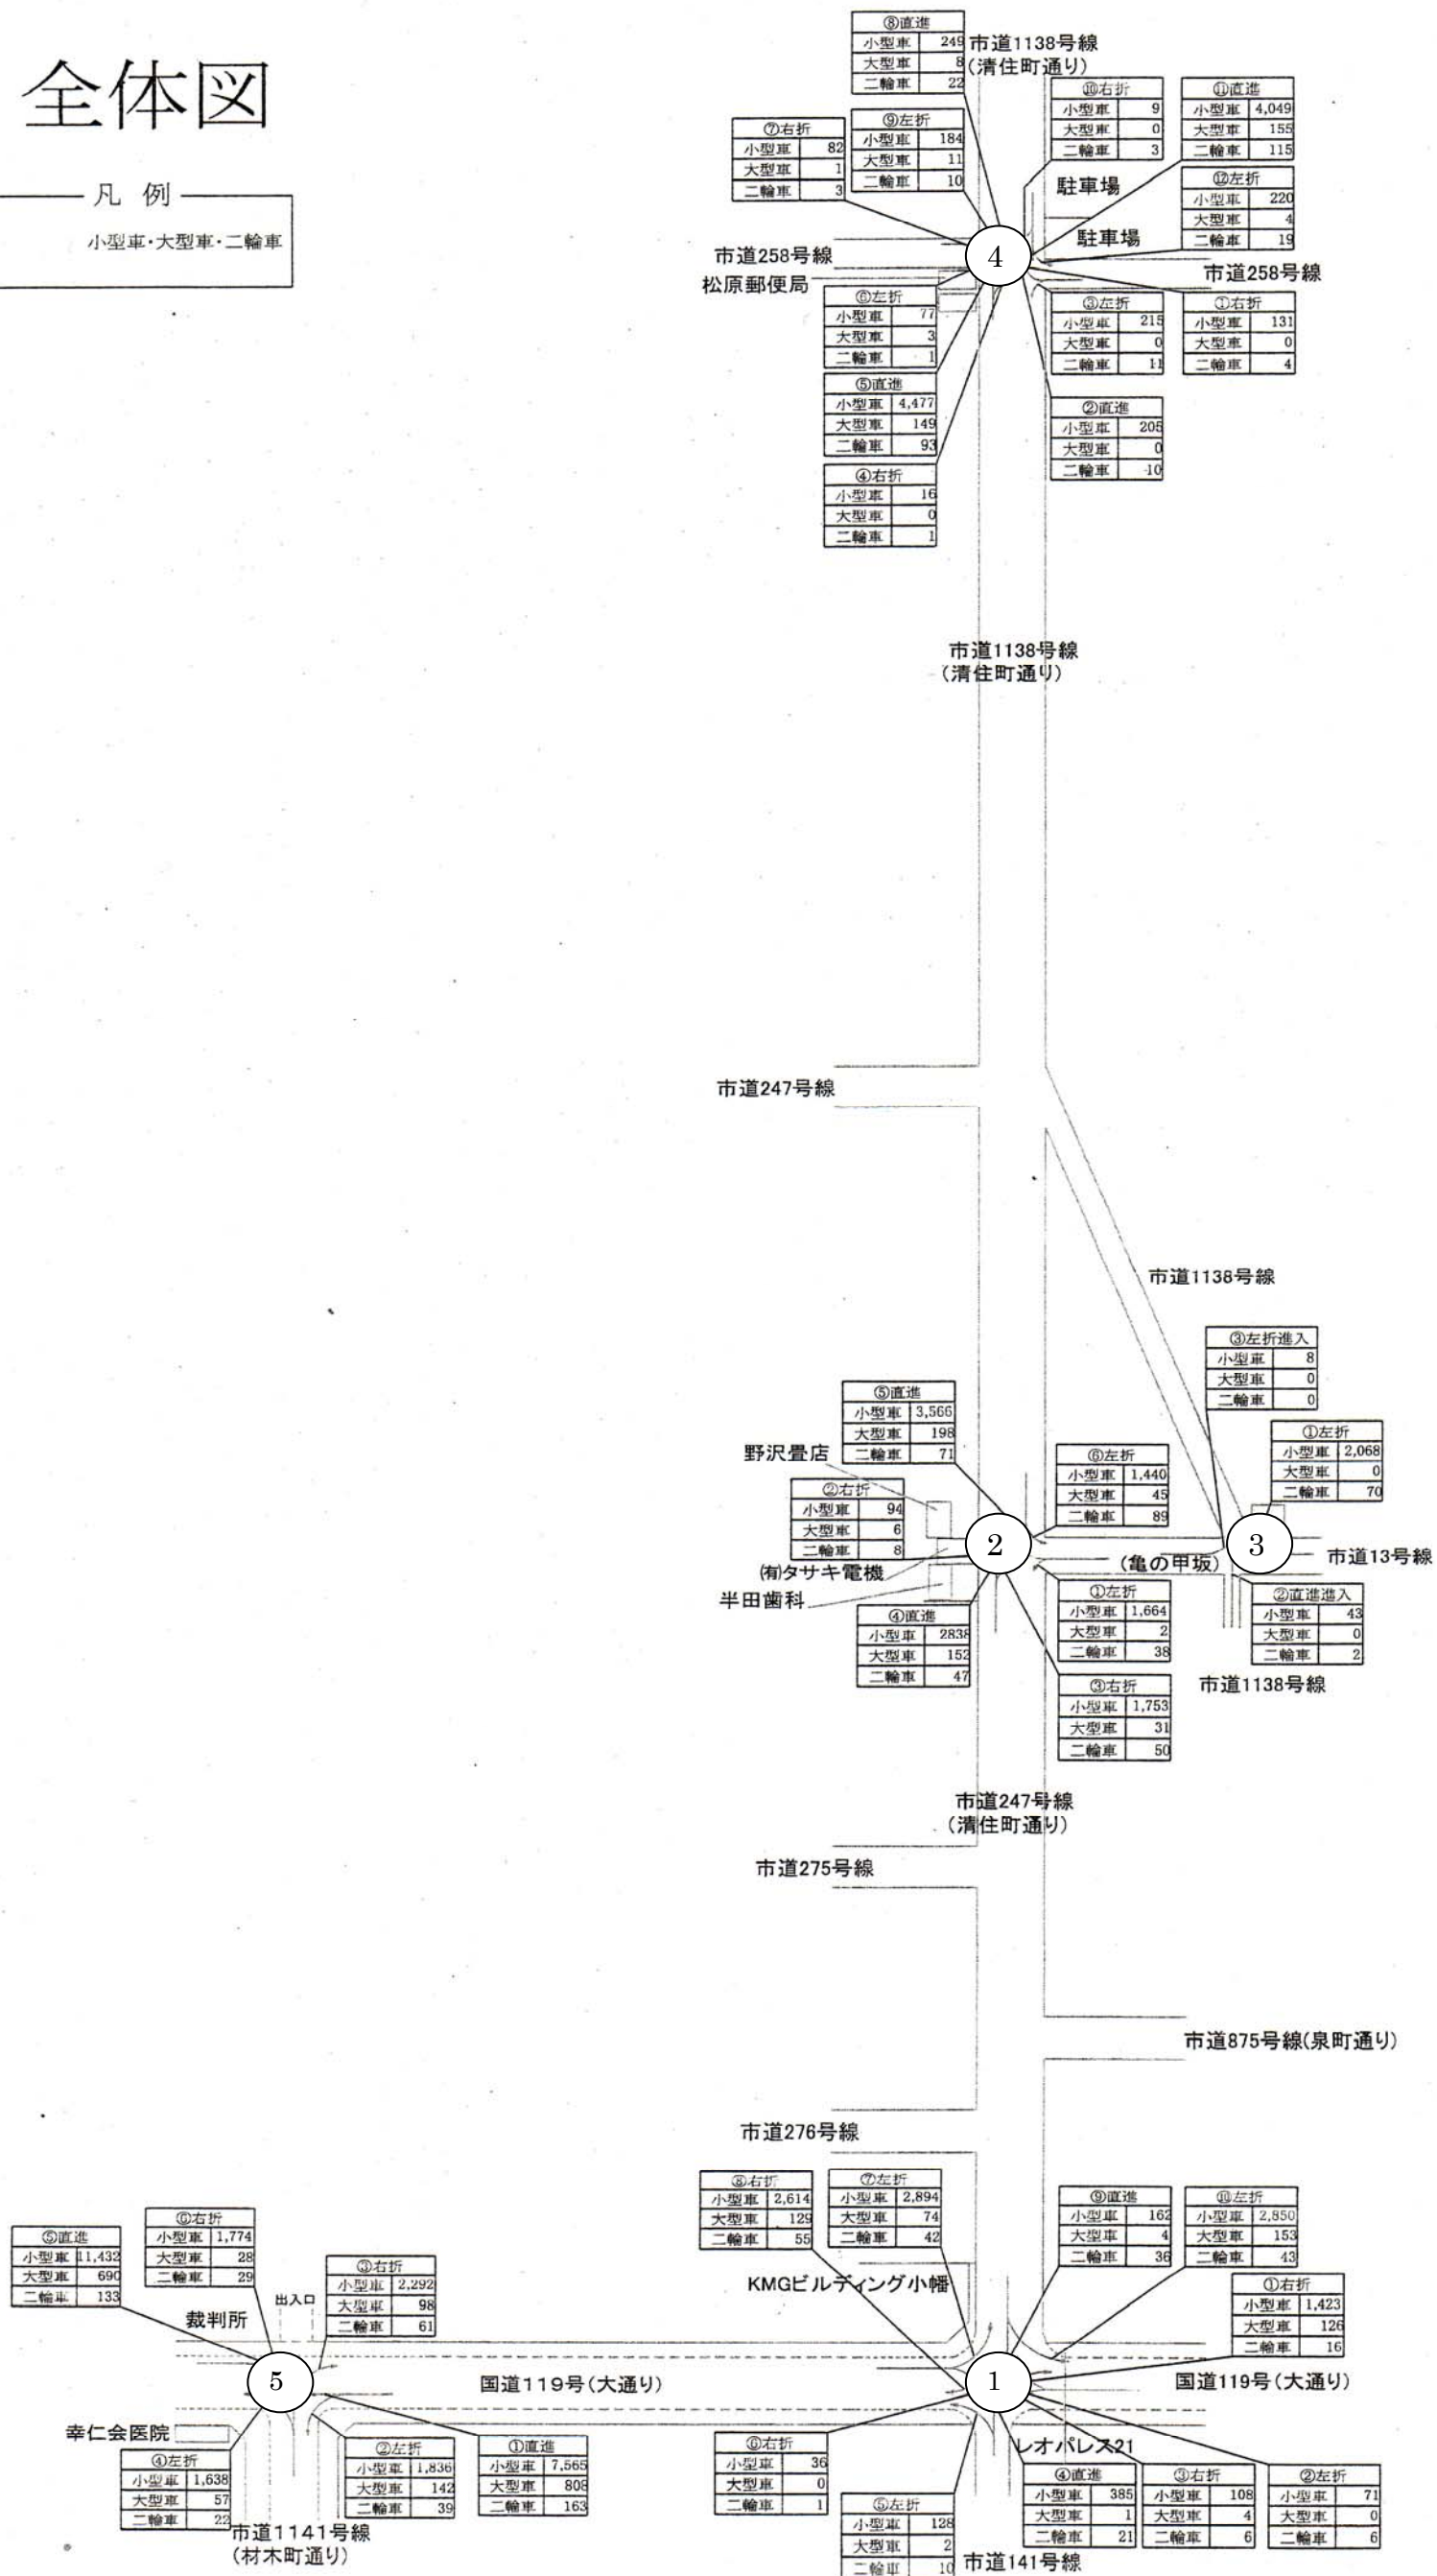 全体図
凡 例
小型車・大型車・二輪車
⑧直進
小型車 249
大型車 8
二輪車 22
市道1138号線
(清住町通り)
⑦右折
小型車 82
大型車 1
二輪車 3
⑨左折
小型車 184
大型車 11
二輪車 10
⑩右折
小型車 9
大型車 0
二輪車 3
⑪直進
小型車 4,049
大型車 155
二輪車 115
駐車場
⑫左折
小型車 220
大型車 4
二輪車 19
駐車場
市道258号線
4
市道258号線
松原郵便局
⑥左折
小型車 77
大型車 3
二輪車 1
③左折
小型車 215
大型車 0
二輪車 11
①右折
小型車 131
大型車 0
二輪車 4
⑤直進
小型車 4,477
大型車 149
二輪車 93
②直進
小型車 205
大型車 0
二輪車 10
④右折
小型車 16
大型車 0
二輪車 1
市道1138号線
(清住町通り)
市道247号線
市道1138号線
③左折進入
小型車 8
大型車 0
二輪車 0
⑤直進
小型車 3,566
大型車 198
二輪車 71
①左折
小型車 2,068
大型車 0
二輪車 70
野沢畳店
⑥左折
小型車 1,440
大型車 45
二輪車 89
②右折
小型車 94
大型車 6
二輪車 8
2
3
(亀の甲坂)
市道13号線
(有)タサキ電機
半田歯科
①左折
小型車 1,664
大型車 2
二輪車 38
②直進進入
小型車 43
大型車 0
二輪車 2
④直進
小型車 2838
大型車 152
二輪車 47
市道1138号線
③右折
小型車 1,753
大型車 31
二輪車 50
市道247号線
(清住町通り)
市道275号線
市道875号線(泉町通り)
市道276号線
⑧右折
小型車 2,614
大型車 129
二輪車 55
⑦左折
小型車 2,894
大型車 74
二輪車 42
⑨直進
小型車 162
大型車 4
二輪車 36
⑩左折
小型車 2,850
大型車 153
二輪車 43
⑤直進
小型車 11,432
大型車 690
二輪車 133
⑥右折
小型車 1,774
大型車 28
二輪車 29
③右折
小型車 2,292
大型車 98
二輪車 61
出入口
裁判所
KMGビルディング小幡
①右折
小型車 1,423
大型車 126
二輪車 16
5
国道119号(大通り)
1
国道119号(大通り)
幸仁会医院
④左折
小型車 1,638
大型車 57
二輪車 22
②左折
小型車 1,836
大型車 142
二輪車 39
①直進
小型車 7,565
大型車 808
二輪車 163
⑥右折
小型車 36
大型車 0
二輪車 1
レオパレス21
⑤左折
小型車 128
大型車 2
二輪車 10
④直進
小型車 385
大型車 1
二輪車 21
③右折
小型車 108
大型車 4
二輪車 6
②左折
小型車 71
大型車 0
二輪車 6
市道1141号線
(材木町通り)
市道141号線